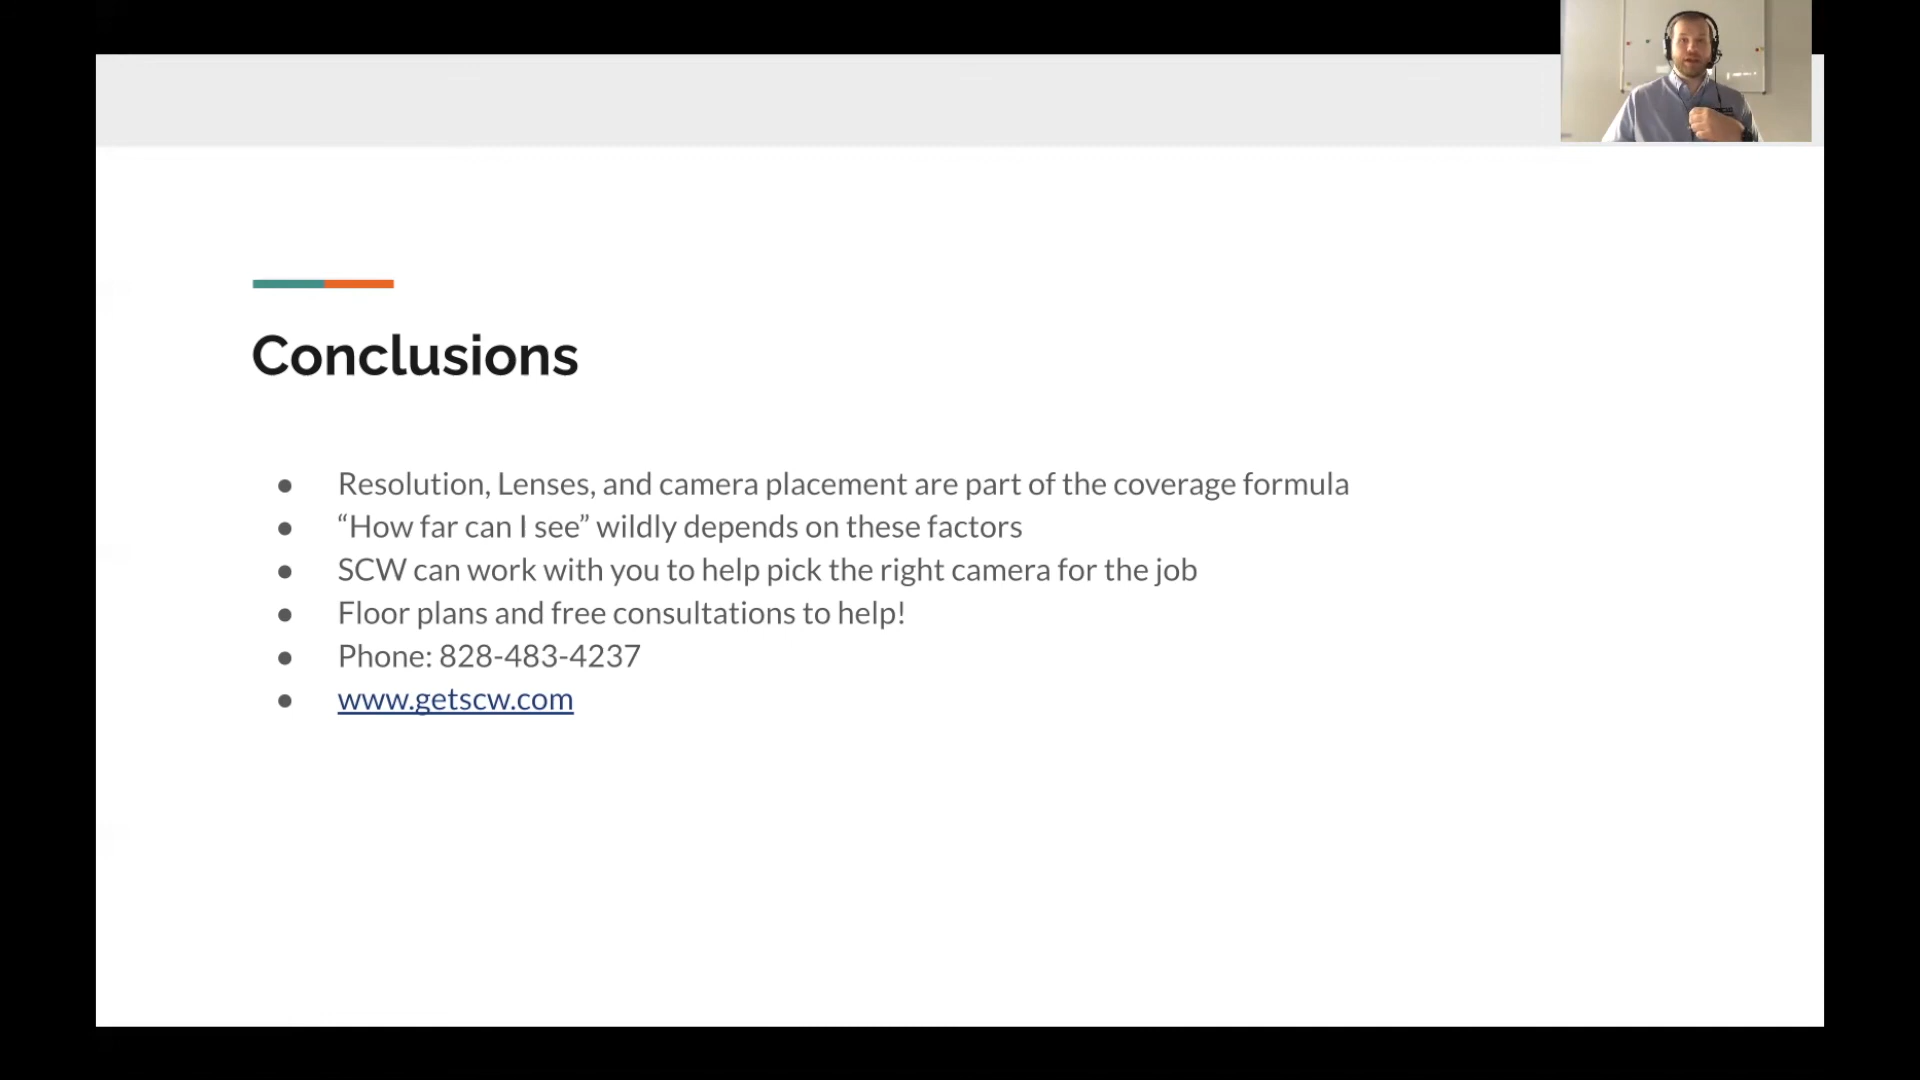 Conclusions
● Resolution, Lenses, and camera placement are part of the coverage formula
● “How far can I see” wildly depends on these factors
● SCW can work with you to help pick the right camera for the job
● Floor plans and free consultations to help!
● Phone: 828-483-4237
● www.getscw.com